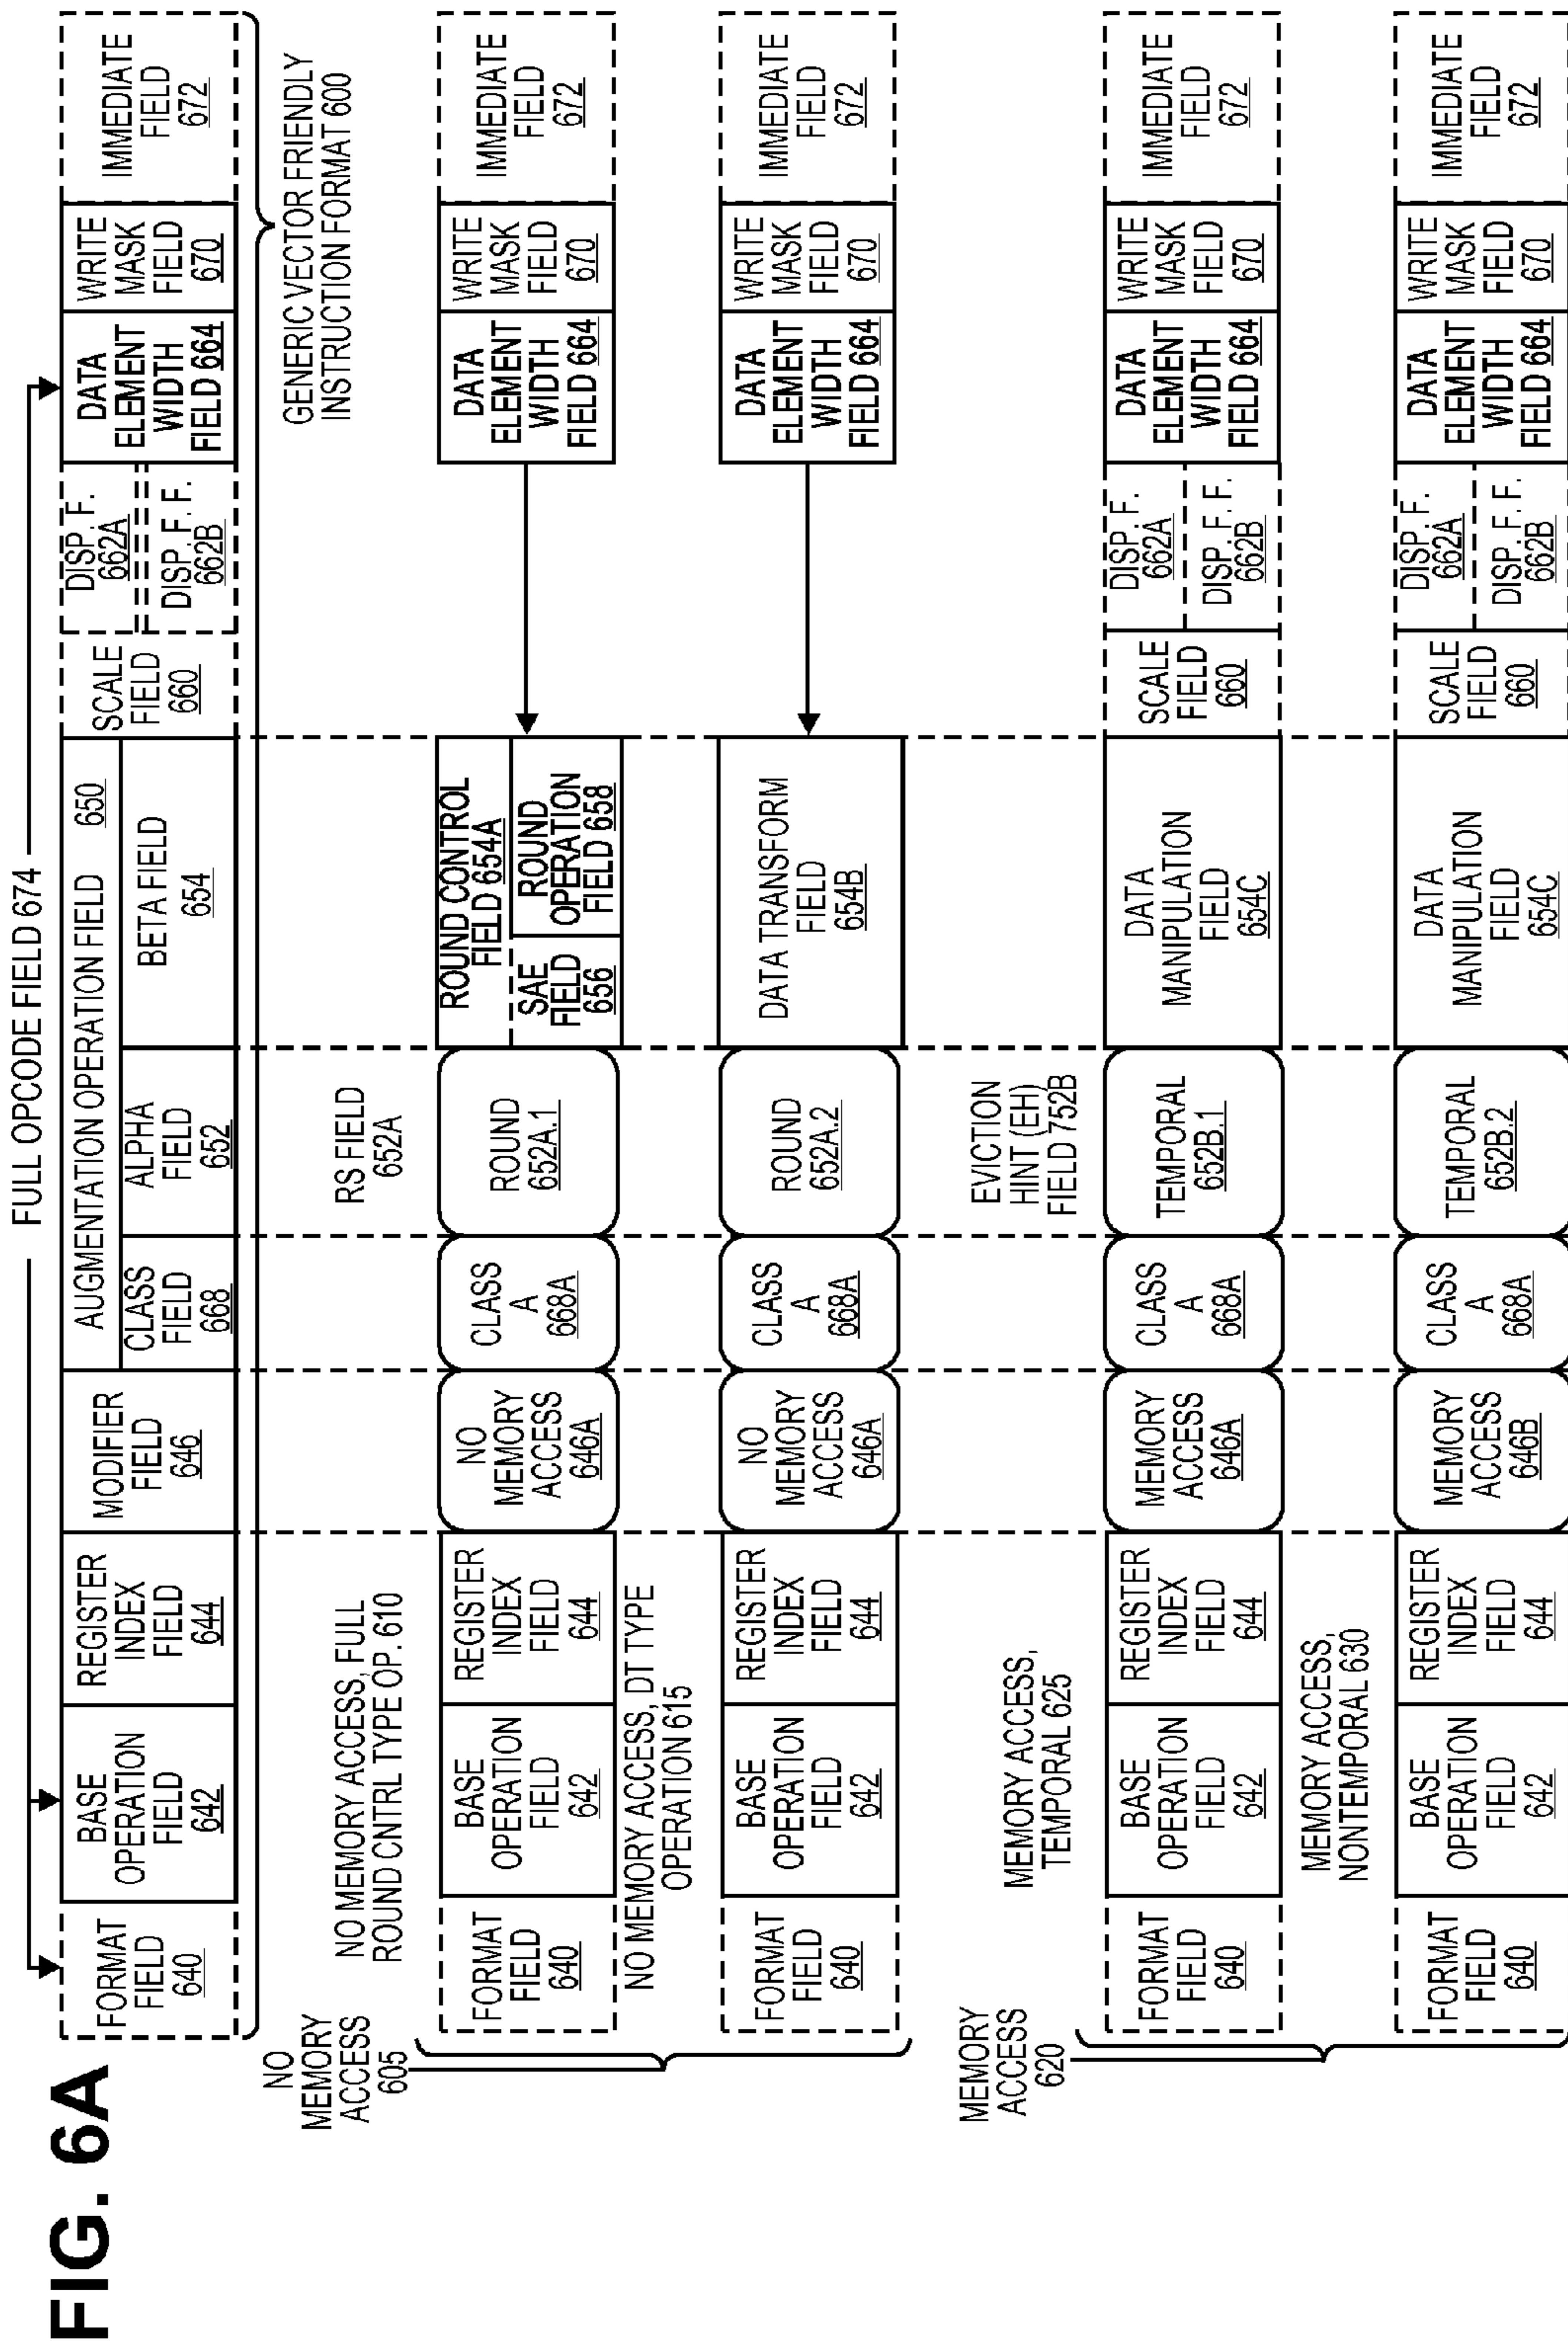 FIG. 6A
FULL OPCODE FIELD 674
FORMAT
FIELD
640
BASE
OPERATION
FIELD
642
REGISTER
INDEX
FIELD
644
MODIFIER
FIELD
646
AUGMENTATION OPERATION FIELD 650
CLASS
FIELD
668
ALPHA
FIELD
652
BETA FIELD
654
SCALE
FIELD
660
DISP. F.
662A
DISP. F. F.
662B
DATA
ELEMENT
WIDTH
FIELD 664
WRITE
MASK
FIELD
670
IMMEDIATE
FIELD
672
GENERIC VECTOR FRIENDLY
INSTRUCTION FORMAT 600
NO
MEMORY
ACCESS
605
NO MEMORY ACCESS, FULL
ROUND CNTRL TYPE OP. 610
RS FIELD
652A
FORMAT
FIELD
640
BASE
OPERATION
FIELD
642
REGISTER
INDEX
FIELD
644
NO
MEMORY
ACCESS
646A
CLASS
A
668A
ROUND
652A.1
ROUND CONTROL
FIELD 654A
SAE
FIELD
656
ROUND
OPERATION
FIELD 658
DATA
ELEMENT
WIDTH
FIELD 664
WRITE
MASK
FIELD
670
IMMEDIATE
FIELD
672
NO MEMORY ACCESS, DT TYPE
OPERATION 615
FORMAT
FIELD
640
BASE
OPERATION
FIELD
642
REGISTER
INDEX
FIELD
644
NO
MEMORY
ACCESS
646A
CLASS
A
668A
ROUND
652A.2
DATA TRANSFORM
FIELD
654B
DATA
ELEMENT
WIDTH
FIELD 664
WRITE
MASK
FIELD
670
IMMEDIATE
FIELD
672
MEMORY
ACCESS
620
MEMORY ACCESS,
TEMPORAL 625
EVICTION
HINT (EH)
FIELD 752B
FORMAT
FIELD
640
BASE
OPERATION
FIELD
642
REGISTER
INDEX
FIELD
644
MEMORY
ACCESS
646A
CLASS
A
668A
TEMPORAL
652B.1
DATA
MANIPULATION
FIELD
654C
SCALE
FIELD
660
DISP. F.
662A
DISP. F. F.
662B
DATA
ELEMENT
WIDTH
FIELD 664
WRITE
MASK
FIELD
670
IMMEDIATE
FIELD
672
MEMORY ACCESS,
NONTEMPORAL 630
FORMAT
FIELD
640
BASE
OPERATION
FIELD
642
REGISTER
INDEX
FIELD
644
MEMORY
ACCESS
646B
CLASS
A
668A
TEMPORAL
652B.2
DATA
MANIPULATION
FIELD
654C
SCALE
FIELD
660
DISP. F.
662A
DISP. F. F.
662B
DATA
ELEMENT
WIDTH
FIELD 664
WRITE
MASK
FIELD
670
IMMEDIATE
FIELD
672